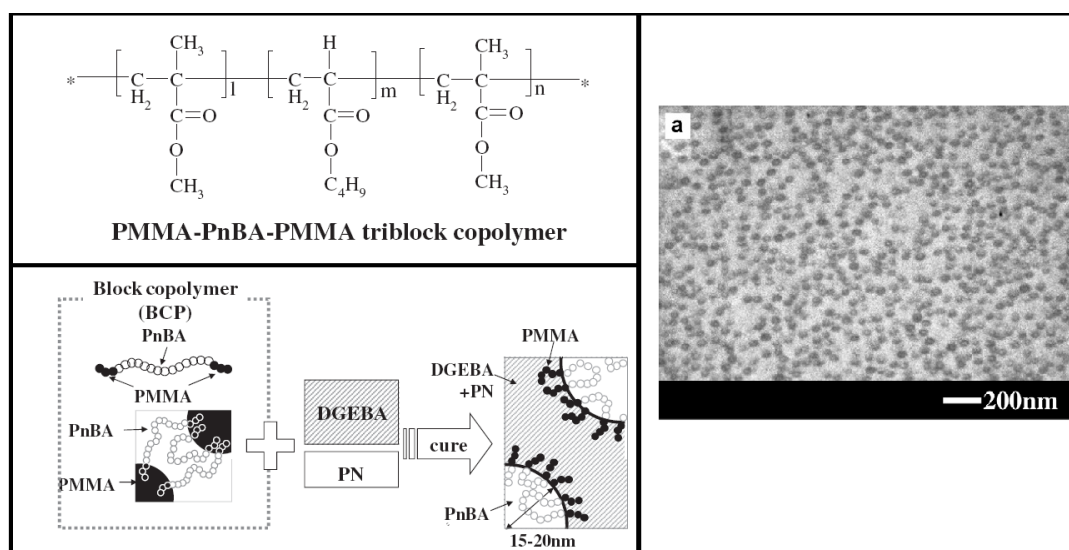 CH₃ H CH₃
* [ C C ]l [ C C ]m [ C C ]n *
H₂ H₂ H₂
C=O C=O C=O
O O O
CH₃ C₄H₉ CH₃
PMMA-PnBA-PMMA triblock copolymer
Block copolymer
(BCP)
PnBA
PMMA
PnBA
PMMA
DGEBA
PN
cure
PMMA
DGEBA
+PN
PnBA
15-20nm
a
200nm